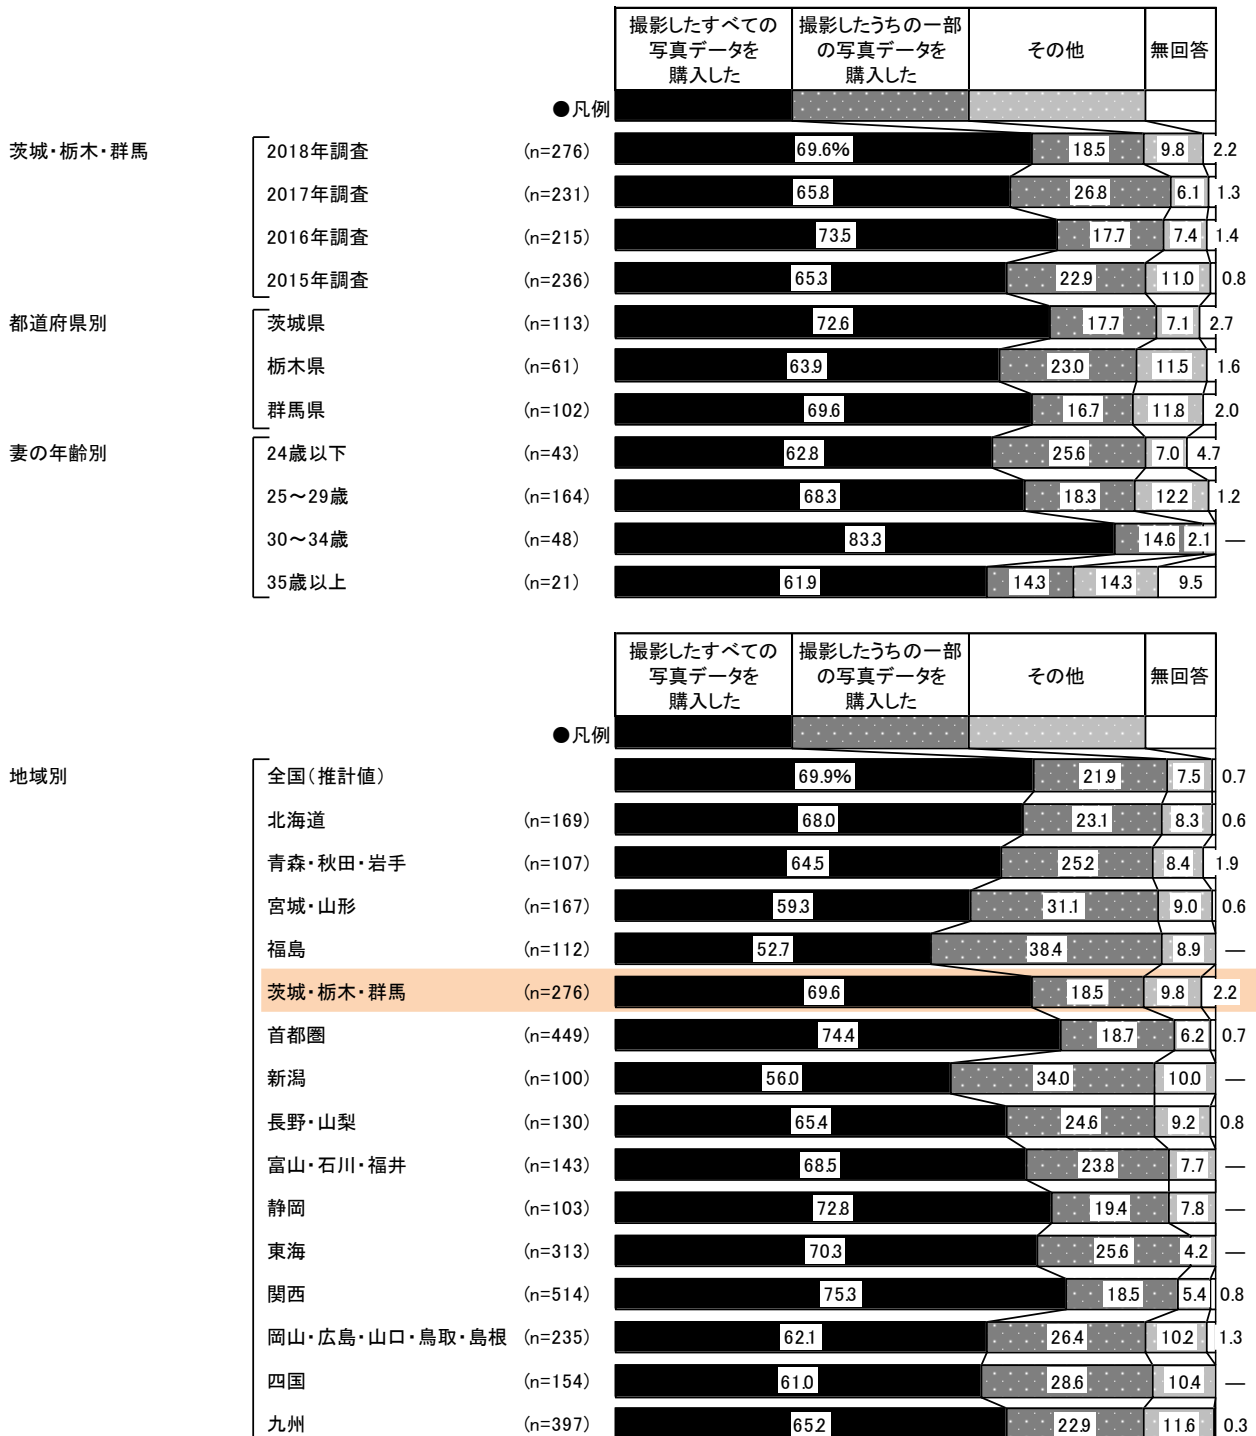 撮影したすべての 撮影したうちの一部
写真データを の写真データを その他 無回答
購入した 購入した
●凡例
茨城・栃木・群馬 2018年調査 (n=276) 69.6% 18.5 9.8 2.2
2017年調査 (n=231) 65.8 26.8 6.1 1.3
2016年調査 (n=215) 73.5 17.7 7.4 1.4
2015年調査 (n=236) 65.3 22.9 11.0 0.8
都道府県別 茨城県 (n=113) 72.6 17.7 7.1 2.7
栃木県 (n=61) 63.9 23.0 11.5 1.6
群馬県 (n=102) 69.6 16.7 11.8 2.0
妻の年齢別 24歳以下 (n=43) 62.8 25.6 7.0 4.7
25～29歳 (n=164) 68.3 18.3 12.2 1.2
30～34歳 (n=48) 83.3 14.6 2.1 ―
35歳以上 (n=21) 61.9 14.3 14.3 9.5
撮影したすべての 撮影したうちの一部
写真データを の写真データを その他 無回答
購入した 購入した
●凡例
地域別 全国(推計値) 69.9% 21.9 7.5 0.7
北海道 (n=169) 68.0 23.1 8.3 0.6
青森・秋田・岩手 (n=107) 64.5 25.2 8.4 1.9
宮城・山形 (n=167) 59.3 31.1 9.0 0.6
福島 (n=112) 52.7 38.4 8.9 ―
茨城・栃木・群馬 (n=276) 69.6 18.5 9.8 2.2
首都圏 (n=449) 74.4 18.7 6.2 0.7
新潟 (n=100) 56.0 34.0 10.0 ―
長野・山梨 (n=130) 65.4 24.6 9.2 0.8
富山・石川・福井 (n=143) 68.5 23.8 7.7 ―
静岡 (n=103) 72.8 19.4 7.8 ―
東海 (n=313) 70.3 25.6 4.2 ―
関西 (n=514) 75.3 18.5 5.4 0.8
岡山・広島・山口・鳥取・島根 (n=235) 62.1 26.4 10.2 1.3
四国 (n=154) 61.0 28.6 10.4 ―
九州 (n=397) 65.2 22.9 11.6 0.3